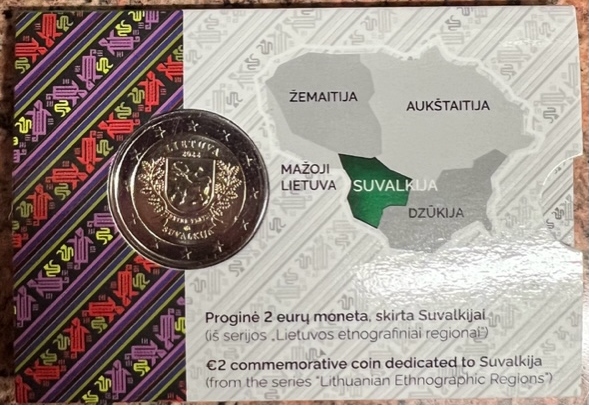 ŽEMAITIJA
AUKŠTAITIJA
MAŽOJI
LIETUVA
SUVALKIJA
DZŪKIJA
LIETUVA
SUVALKIJA
Proginė 2 eurų moneta, skirta Suvalkijai
(iš serijos „Lietuvos etnografiniai regionai“)
€2 commemorative coin dedicated to Suvalkija
(from the series "Lithuanian Ethnographic Regions")